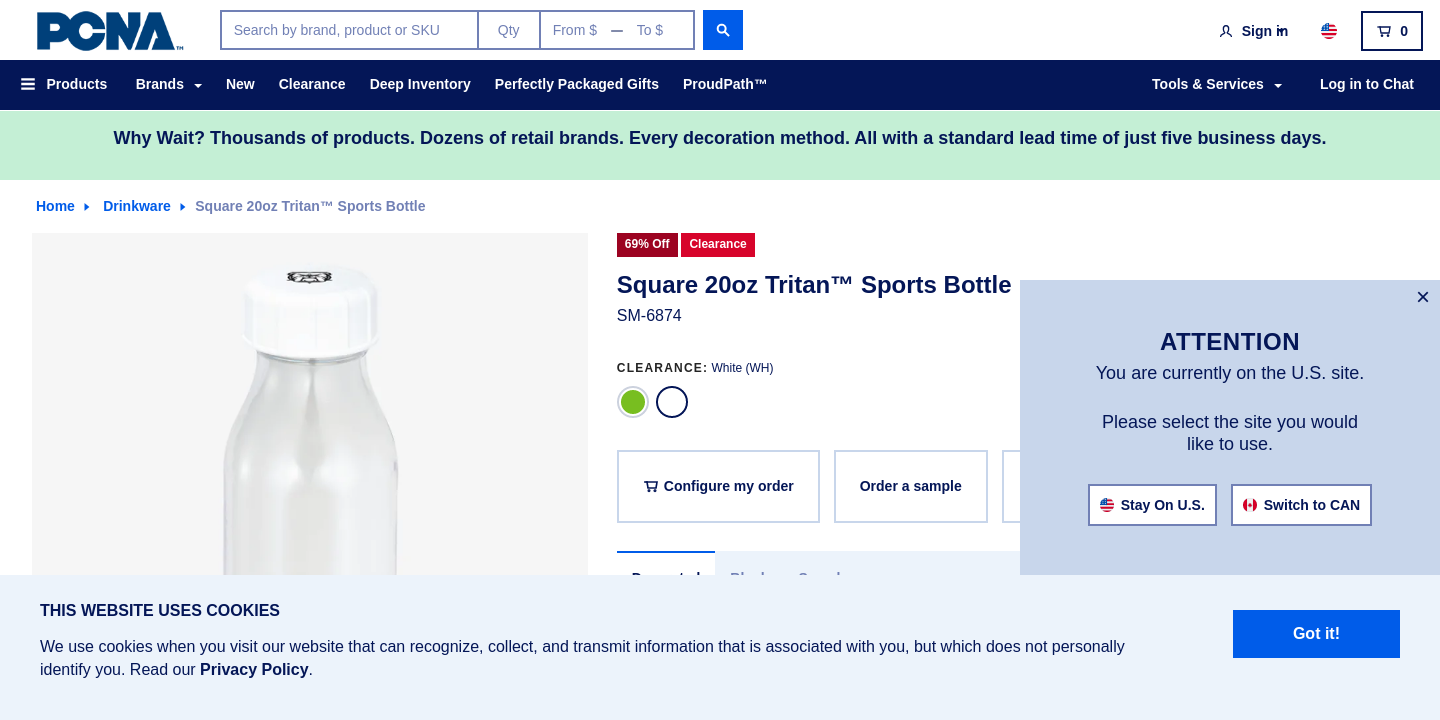 PCNA™
Search by brand, product or SKU
Qty
From $ — To $
Sign in
0
Products
Brands
New
Clearance
Deep Inventory
Perfectly Packaged Gifts
ProudPath™
Tools & Services
Log in to Chat
Why Wait? Thousands of products. Dozens of retail brands. Every decoration method. All with a standard lead time of just five business days.
Home
Drinkware
Square 20oz Tritan™ Sports Bottle
69% Off
Clearance
Square 20oz Tritan™ Sports Bottle
SM-6874
CLEARANCE: White (WH)
Configure my order
Order a sample
×
ATTENTION
You are currently on the U.S. site.
Please select the site you would
like to use.
Stay On U.S.
Switch to CAN
THIS WEBSITE USES COOKIES
We use cookies when you visit our website that can recognize, collect, and transmit information that is associated with you, but which does not personally
identify you. Read our Privacy Policy.
Got it!